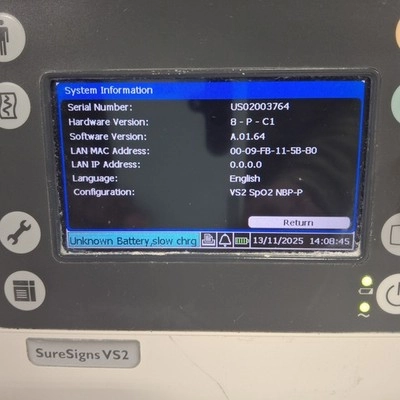 System Information
Serial Number: US02003764
Hardware Version: 8 - P - C1
Software Version: A.01.64
LAN MAC Address: 00-09-FB-11-5B-B0
LAN IP Address: 0.0.0.0
Language: English
Configuration: VS2 SpO2 NBP-P
Return
Unknown Battery,slow chrg 13/11/2025 14:08:45
SureSigns VS2